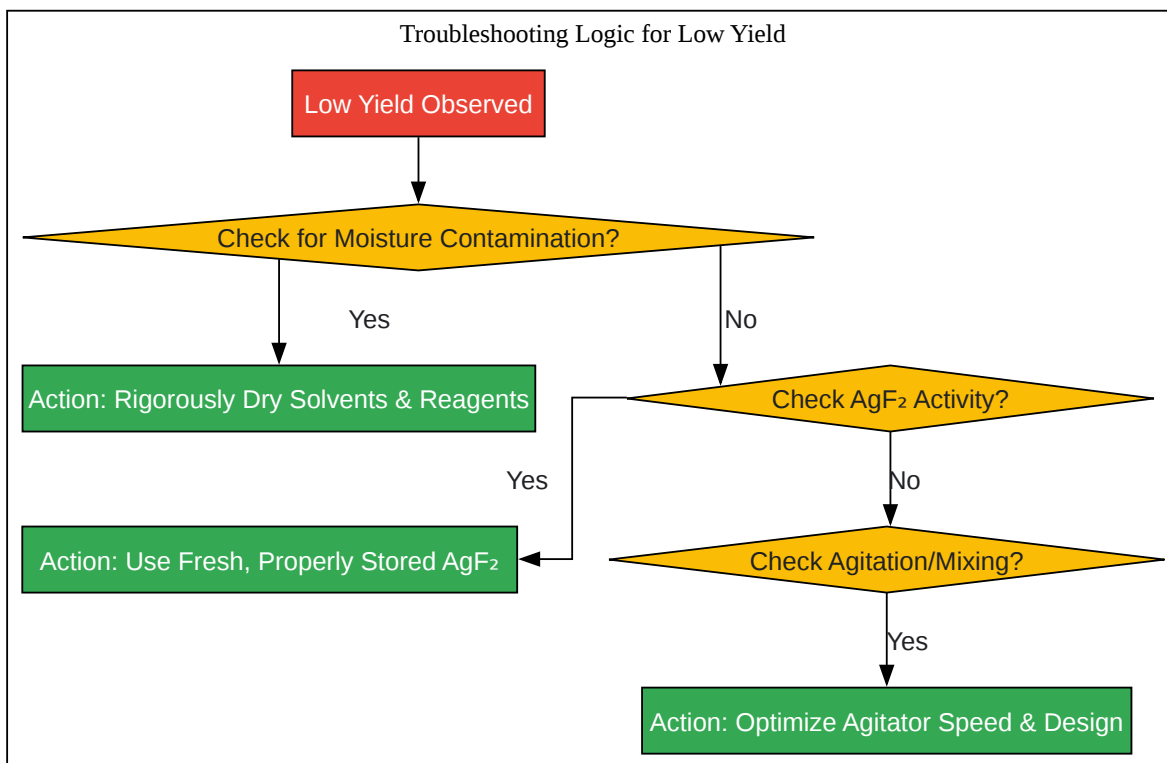 Troubleshooting Logic for Low Yield
Low Yield Observed
Check for Moisture Contamination?
Yes
No
Action: Rigorously Dry Solvents & Reagents
Check AgF₂ Activity?
Yes
No
Action: Use Fresh, Properly Stored AgF₂
Check Agitation/Mixing?
Yes
Action: Optimize Agitator Speed & Design